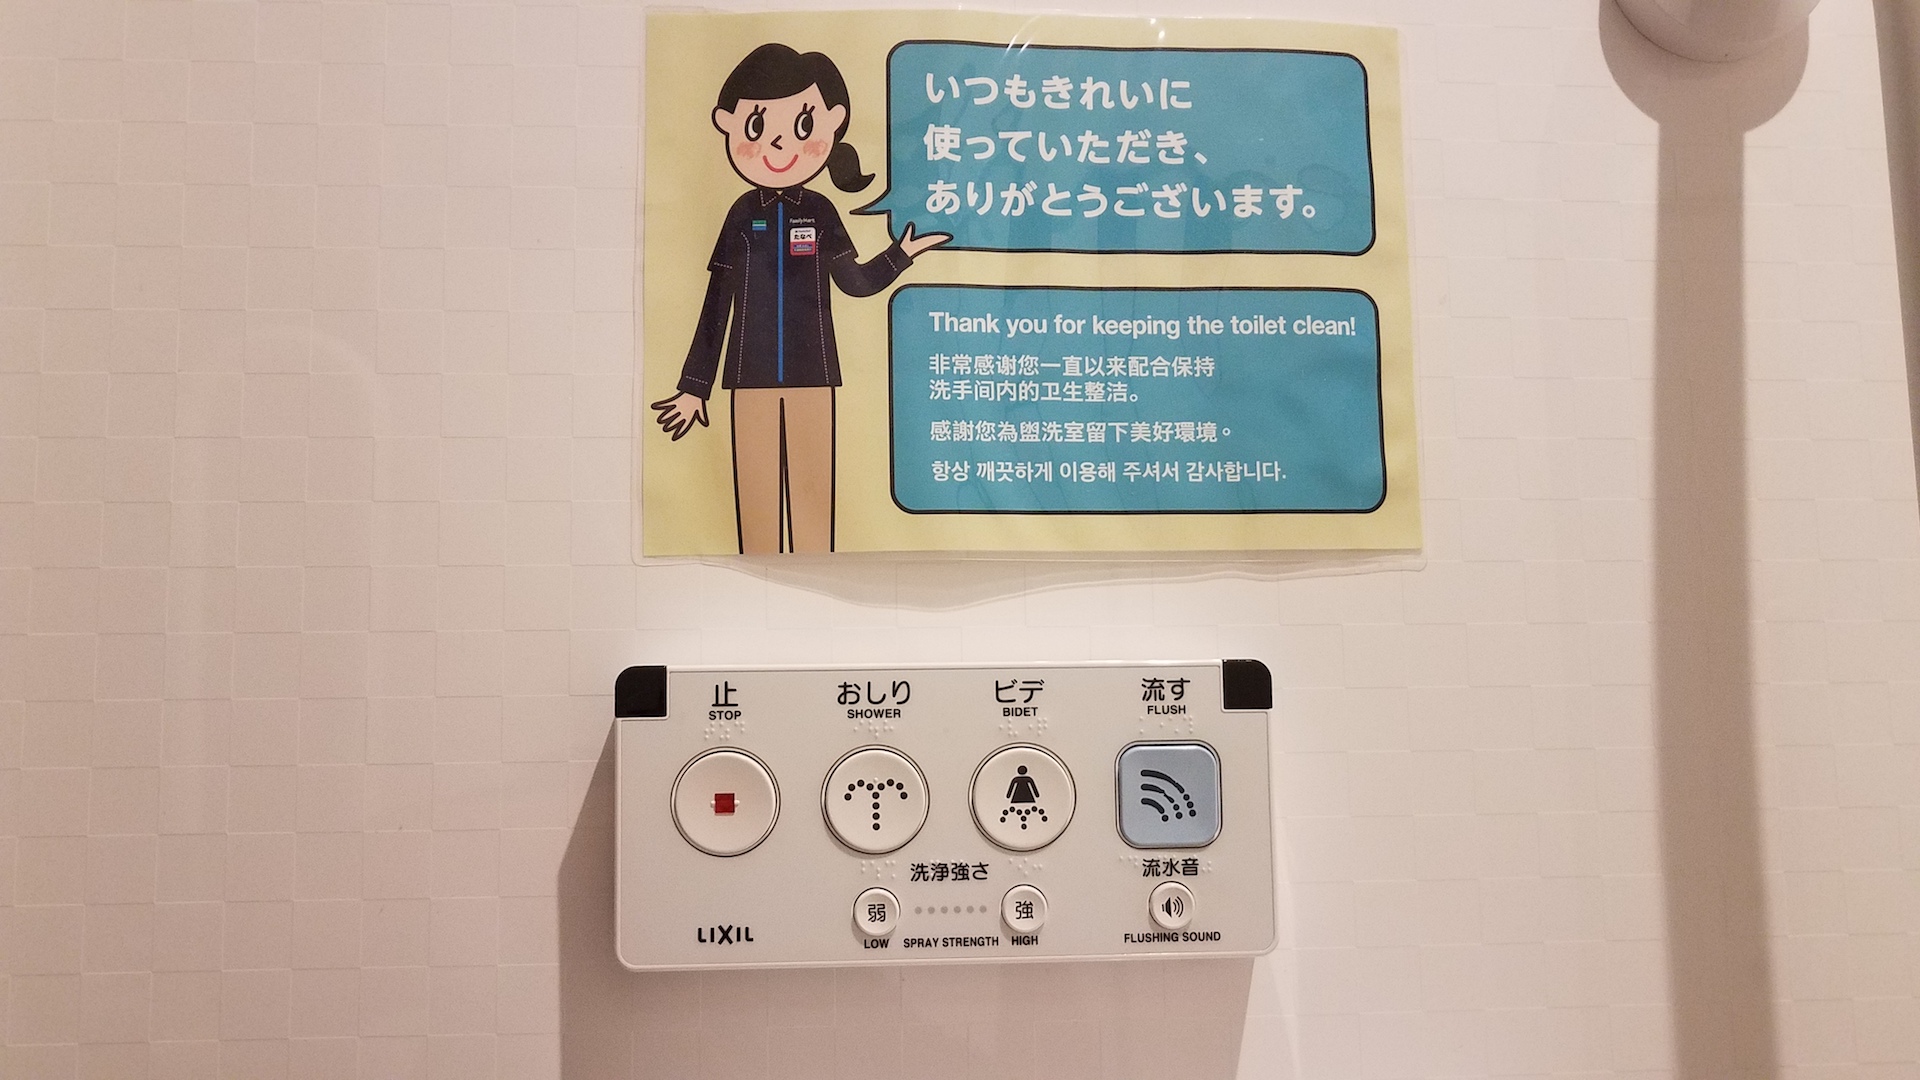 いつもきれいに
使っていただき、
ありがとうございます。
FamilyMart
たなべ
Thank you for keeping the toilet clean!
非常感谢您一直以来配合保持
洗手间内的卫生整洁。
感謝您為盥洗室留下美好環境。
항상 깨끗하게 이용해 주셔서 감사합니다.
止 おしり ビデ 流す
STOP SHOWER BIDET FLUSH
洗浄強さ 流水音
弱 強
LIXIL LOW SPRAY STRENGTH HIGH FLUSHING SOUND